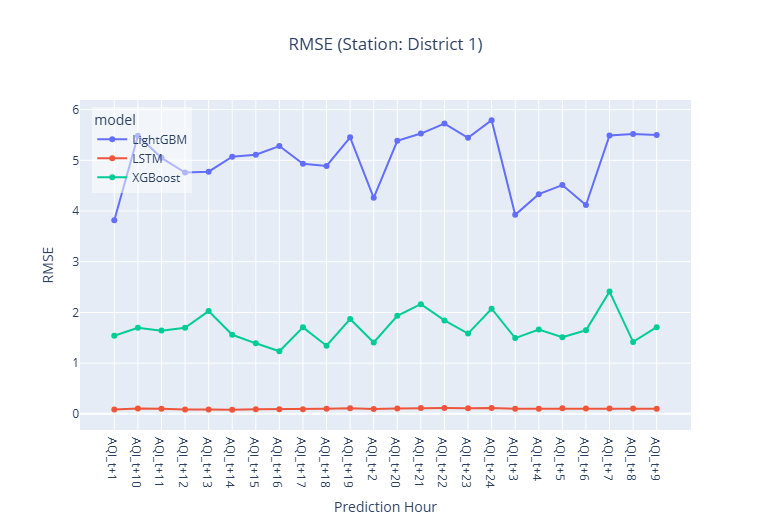 RMSE (Station: District 1)
model
LightGBM
LSTM
XGBoost
RMSE
6
5
4
3
2
1
0
AQI_t+1
AQI_t+10
AQI_t+11
AQI_t+12
AQI_t+13
AQI_t+14
AQI_t+15
AQI_t+16
AQI_t+17
AQI_t+18
AQI_t+19
AQI_t+2
AQI_t+20
AQI_t+21
AQI_t+22
AQI_t+23
AQI_t+24
AQI_t+3
AQI_t+4
AQI_t+5
AQI_t+6
AQI_t+7
AQI_t+8
AQI_t+9
Prediction Hour